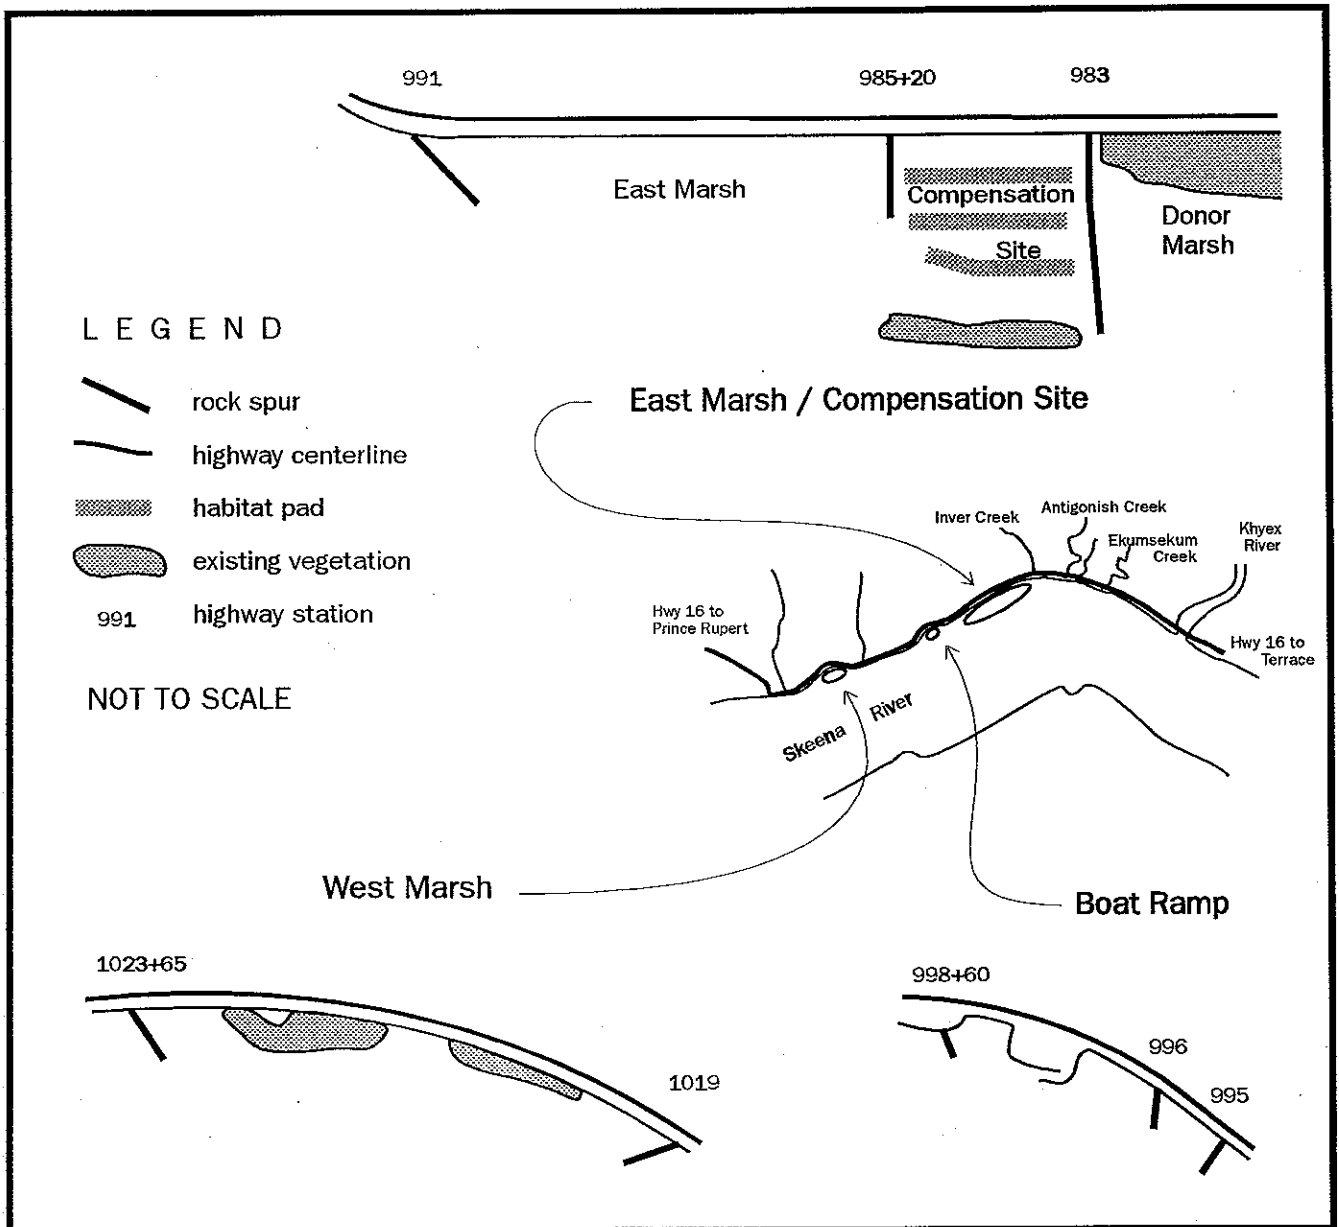 991
985+20
983
East Marsh
Compensation
Site
Donor
Marsh
LEGEND
rock spur
highway centerline
habitat pad
existing vegetation
991 highway station
NOT TO SCALE
East Marsh / Compensation Site
Inver Creek
Antigonish Creek
Ekumsekum
Creek
Khyex
River
Hwy 16 to
Prince Rupert
Hwy 16 to
Terrace
Skeena River
West Marsh
Boat Ramp
1023+65
1019
998+60
996
995